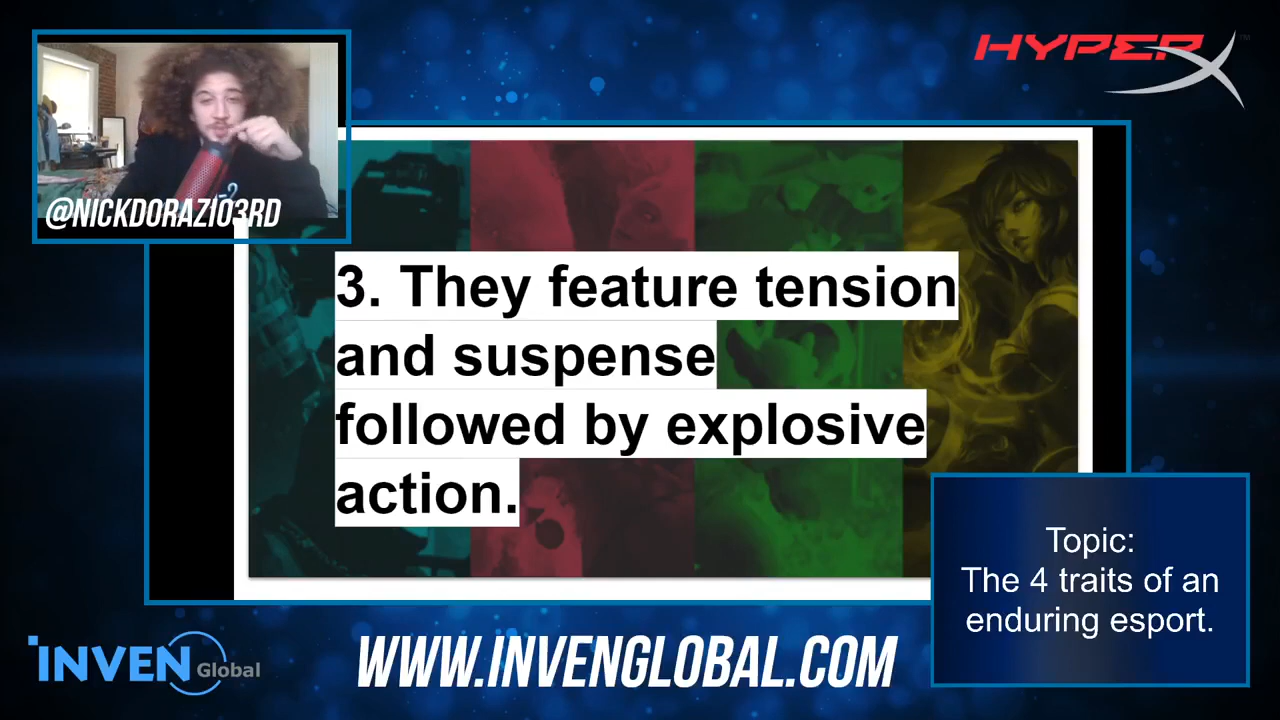 HYPERX
@NICKDORAZIO3RD
3. They feature tension
and suspense
followed by explosive
action.
Topic:
The 4 traits of an
enduring esport.
INVEN Global
WWW.INVENGLOBAL.COM